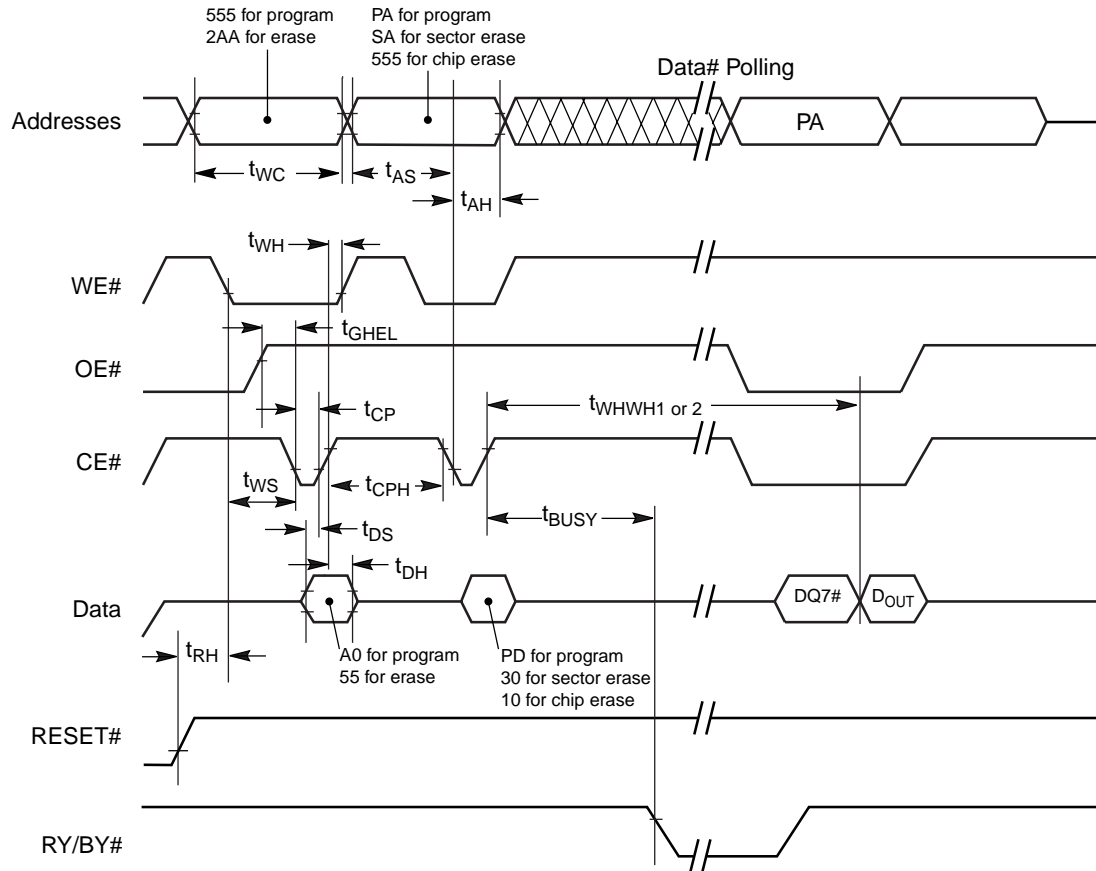 555 for program
2AA for erase
PA for program
SA for sector erase
555 for chip erase
Data# Polling
Addresses
PA
tWC
tAS
tAH
tWH
WE#
tGHEL
OE#
tWHWH1 or 2
tCP
CE#
tWS
tCPH
tBUSY
tDS
tDH
Data
DQ7#
DOUT
tRH
A0 for program
55 for erase
PD for program
30 for sector erase
10 for chip erase
RESET#
RY/BY#